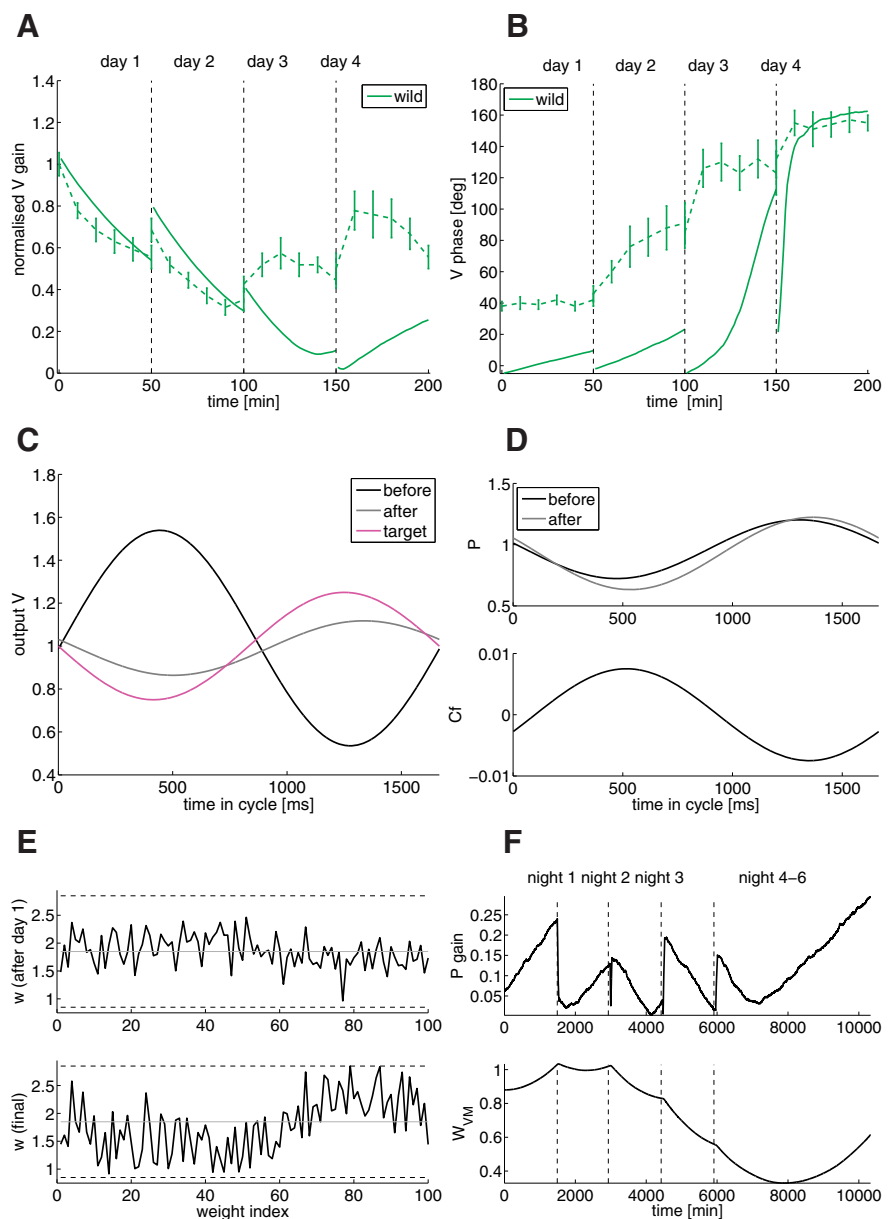 A
day 1 day 2 day 3 day 4
1.4
1.2
1
0.8
0.6
0.4
0.2
0
normalised V gain
wild
0 50 100 150 200
time [min]
B
day 1 day 2 day 3 day 4
180
160
140
120
100
80
60
40
20
0
V phase [deg]
wild
0 50 100 150 200
time [min]
C
1.8
1.6
1.4
1.2
1
0.8
0.6
0.4
output V
before
after
target
0 500 1000 1500
time in cycle [ms]
D
1.5
1
0.5
P
before
after
0 500 1000 1500
0.01
0
−0.01
Cf
0 500 1000 1500
time in cycle [ms]
E
2.5
2
1.5
1
w (after day 1)
0 20 40 60 80 100
2.5
2
1.5
1
w (final)
0 20 40 60 80 100
weight index
F
night 1 night 2 night 3 night 4−6
0.25
0.2
0.15
0.1
0.05
P gain
0 2000 4000 6000 8000 10000
1
0.8
0.6
0.4
WVM
0 2000 4000 6000 8000 10000
time [min]